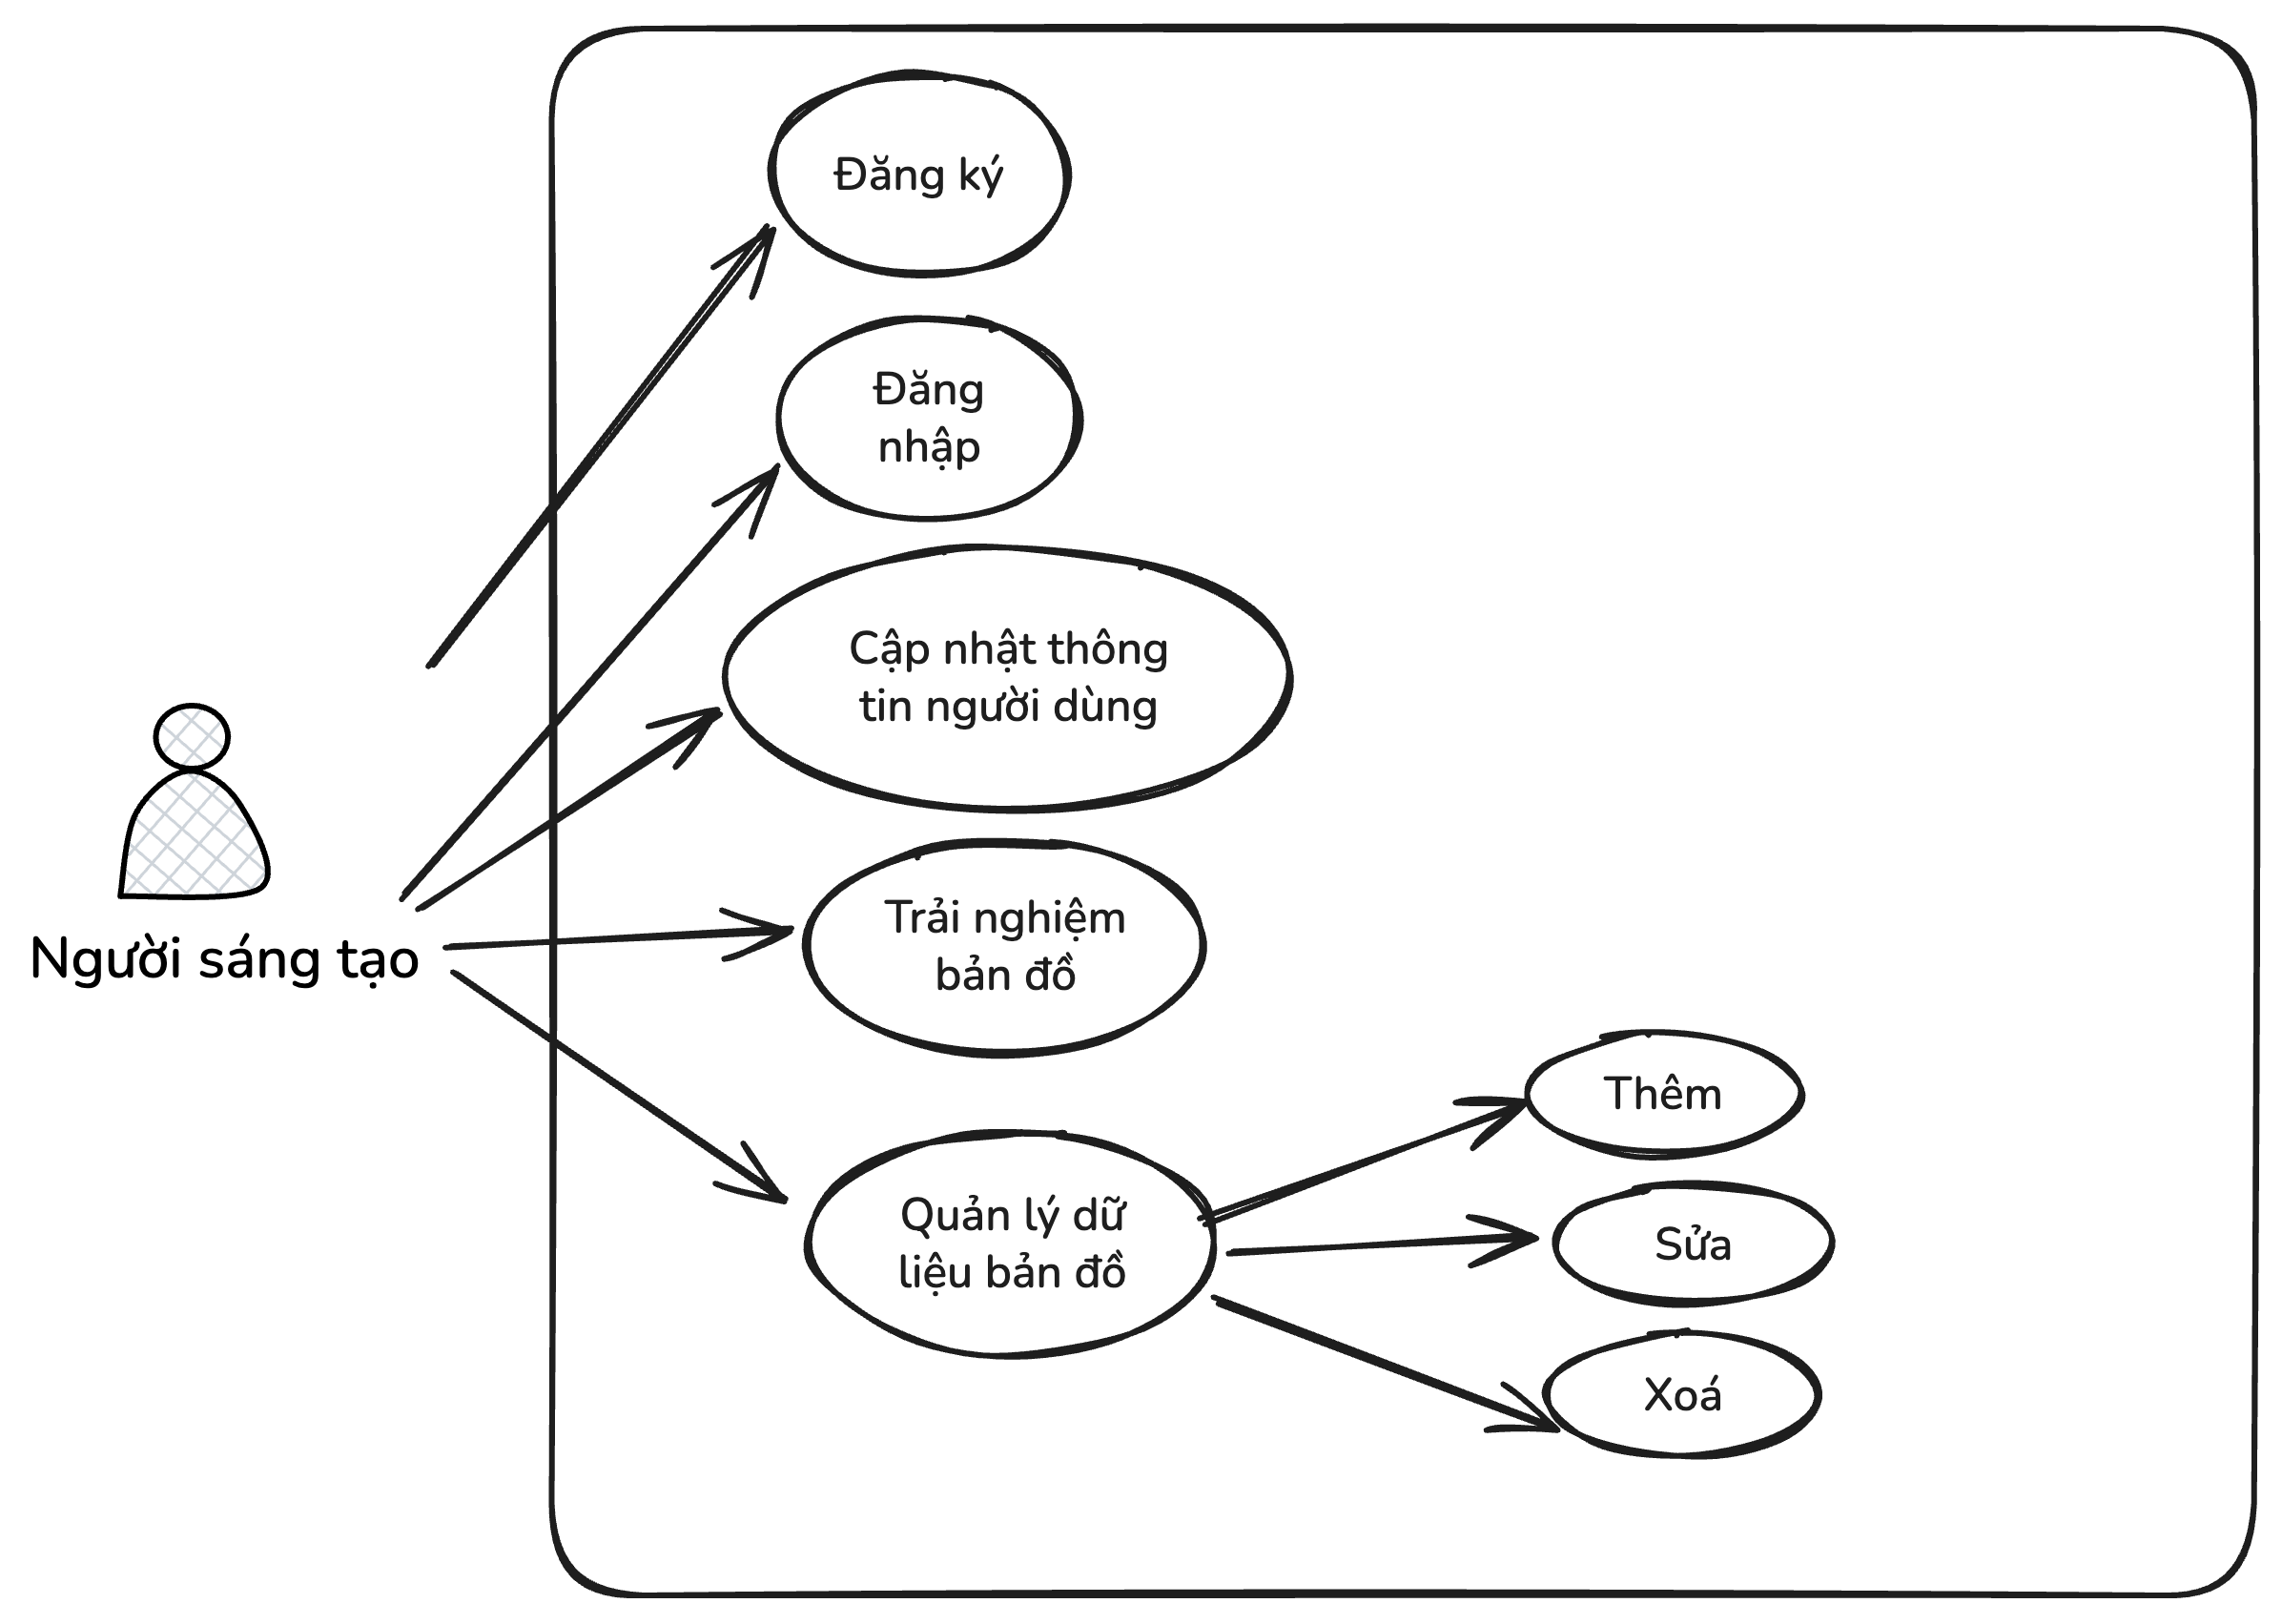 Đăng ký
Đăng
nhập
Cập nhật thông
tin người dùng
Người sáng tạo
Trải nghiệm
bản đồ
Quản lý dữ
liệu bản đồ
Thêm
Sửa
Xoá